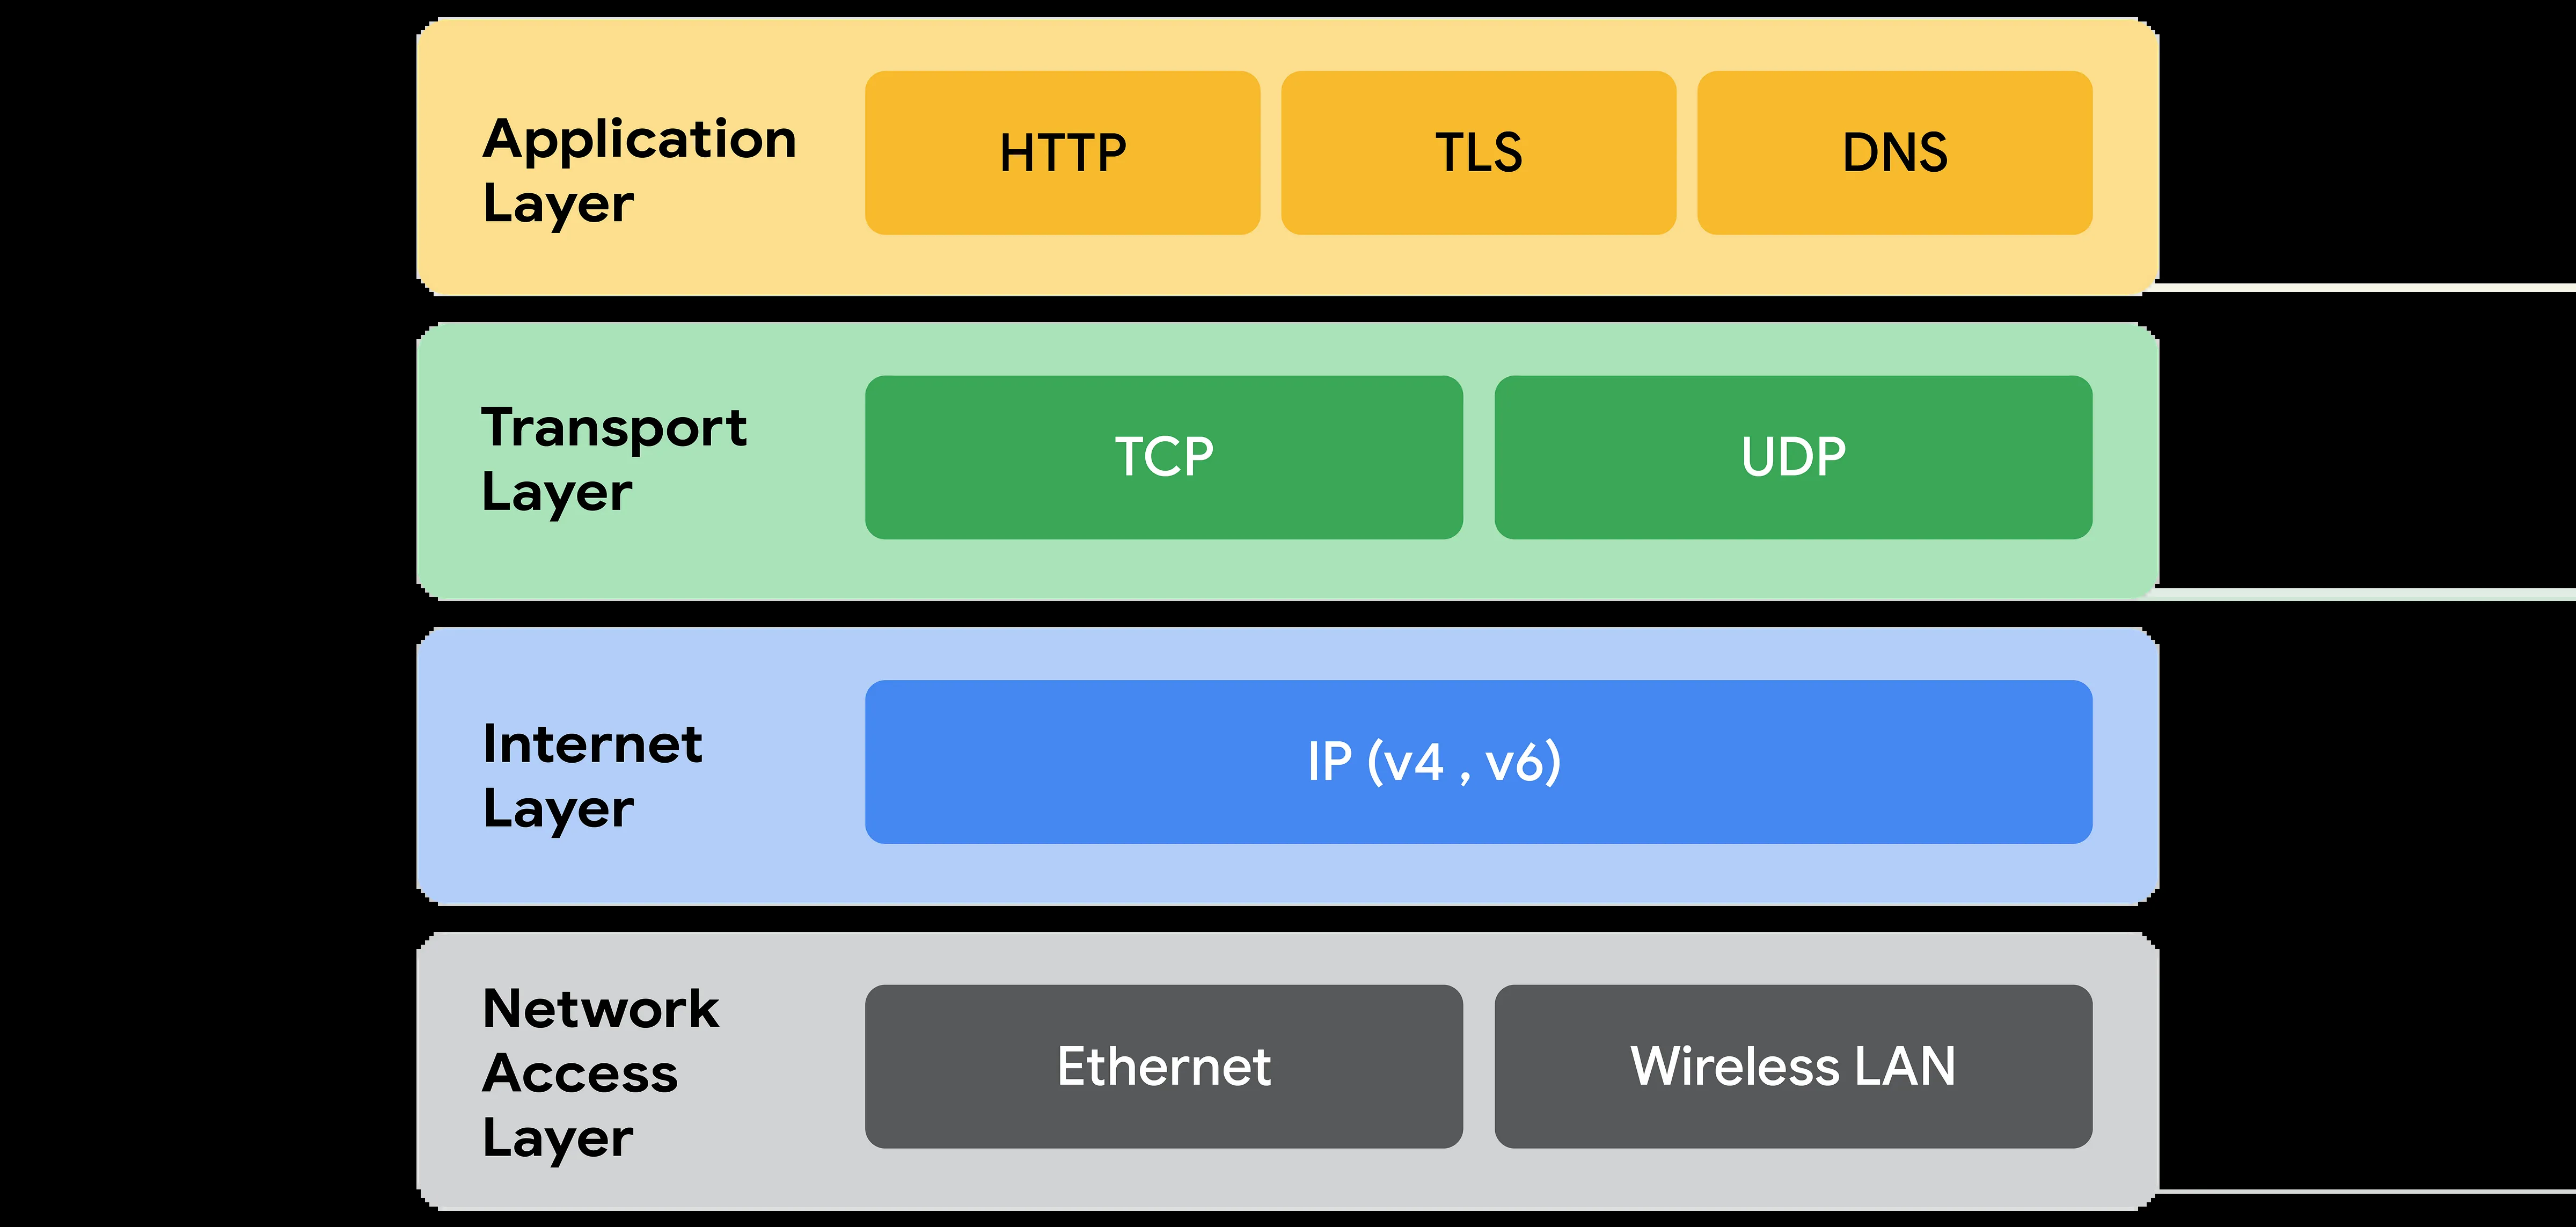 Application
Layer
HTTP
TLS
DNS
Transport
Layer
TCP
UDP
Internet
Layer
IP (v4 , v6)
Network
Access
Layer
Ethernet
Wireless LAN